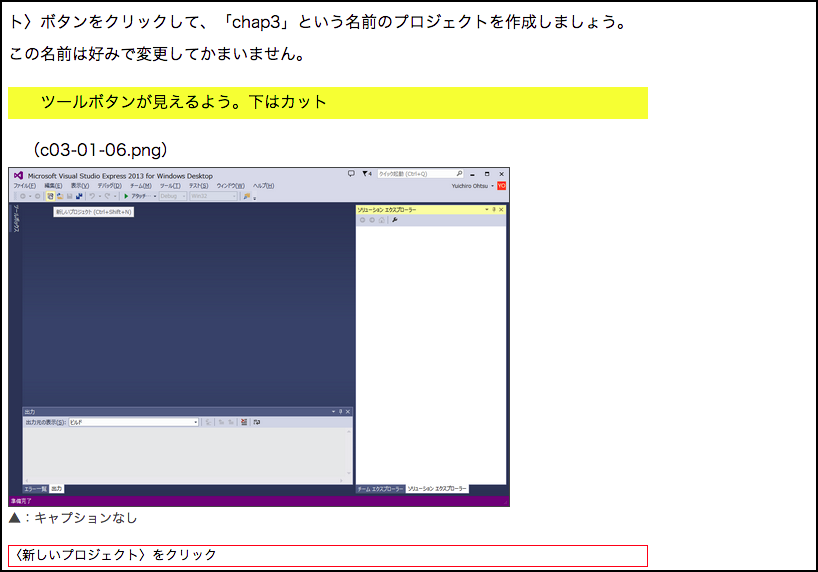 ト〉ボタンをクリックして、「chap3」という名前のプロジェクトを作成しましょう。
この名前は好みで変更してかまいません。
ツールボタンが見えるよう。下はカット
（c03-01-06.png）
Microsoft Visual Studio Express 2013 for Windows Desktop
4
クイック起動 (Ctrl+Q)
ファイル(F) 編集(E) 表示(V) デバッグ(D) チーム(M) ツール(T) テスト(S) ウィンドウ(W) ヘルプ(H)
Yuichiro Ohtsu
YO
アタッチ... Debug Win32
新しいプロジェクト (Ctrl+Shift+N)
ツールボックス
ソリューション エクスプローラー
出力
出力元の表示(S): ビルド
エラー一覧 出力
チーム エクスプローラー ソリューション エクスプローラー
準備完了
▲：キャプションなし
〈新しいプロジェクト〉をクリック